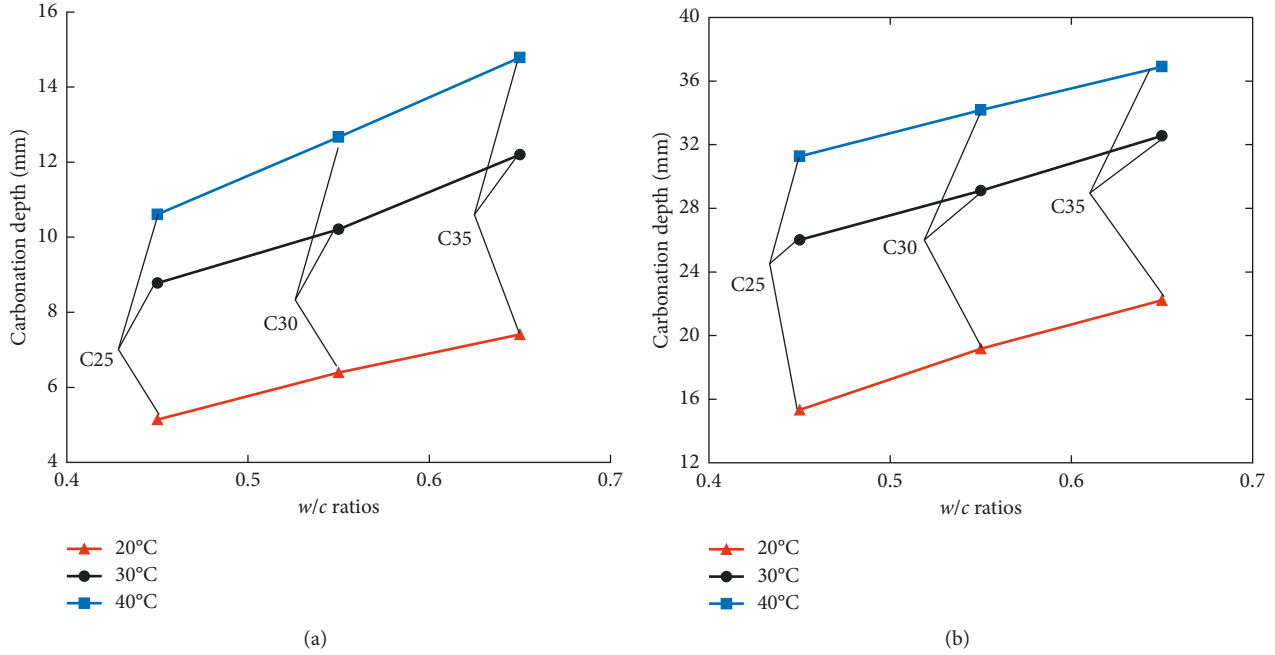 16
14
12
10
8
6
4
Carbonation depth (mm)
C25
C30
C35
0.4
0.5
0.6
0.7
w/c ratios
20°C
30°C
40°C
(a)
40
36
32
28
24
20
16
12
Carbonation depth (mm)
C25
C30
C35
0.4
0.5
0.6
0.7
w/c ratios
20°C
30°C
40°C
(b)